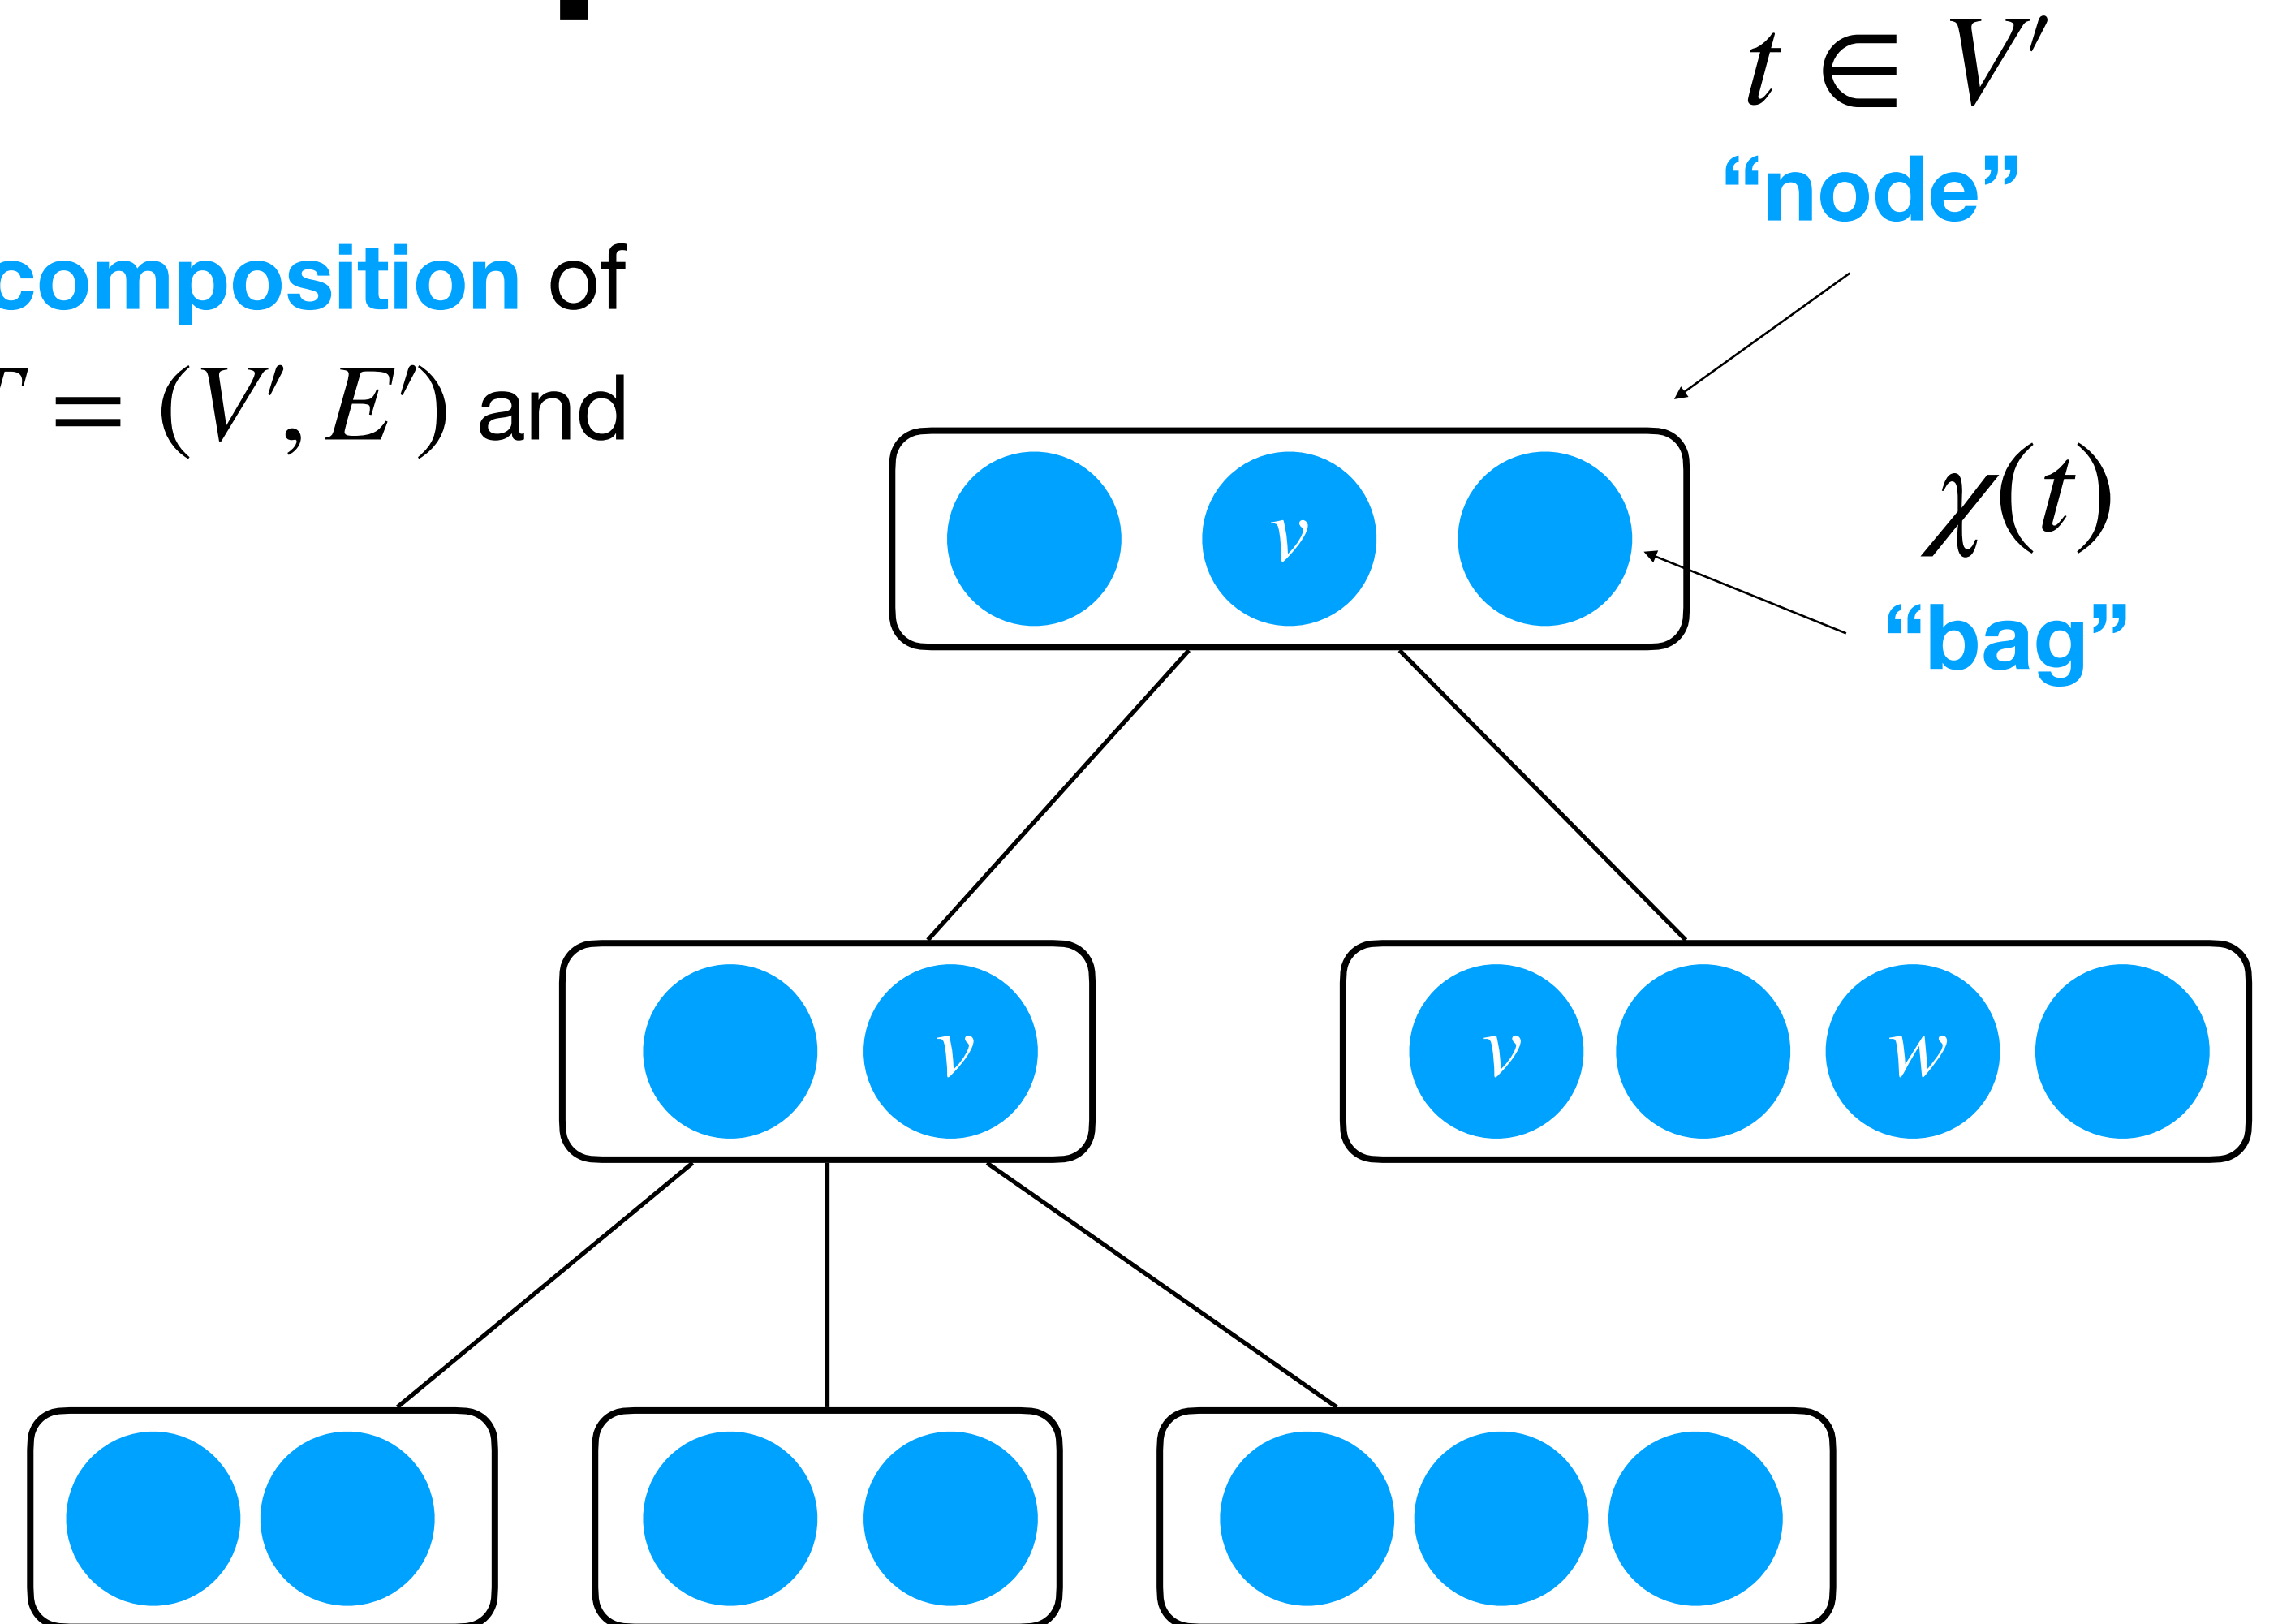 t ∈ V′
“node”
composition of
= (V′, E′) and
χ(t)
“bag”
v
v
v
w